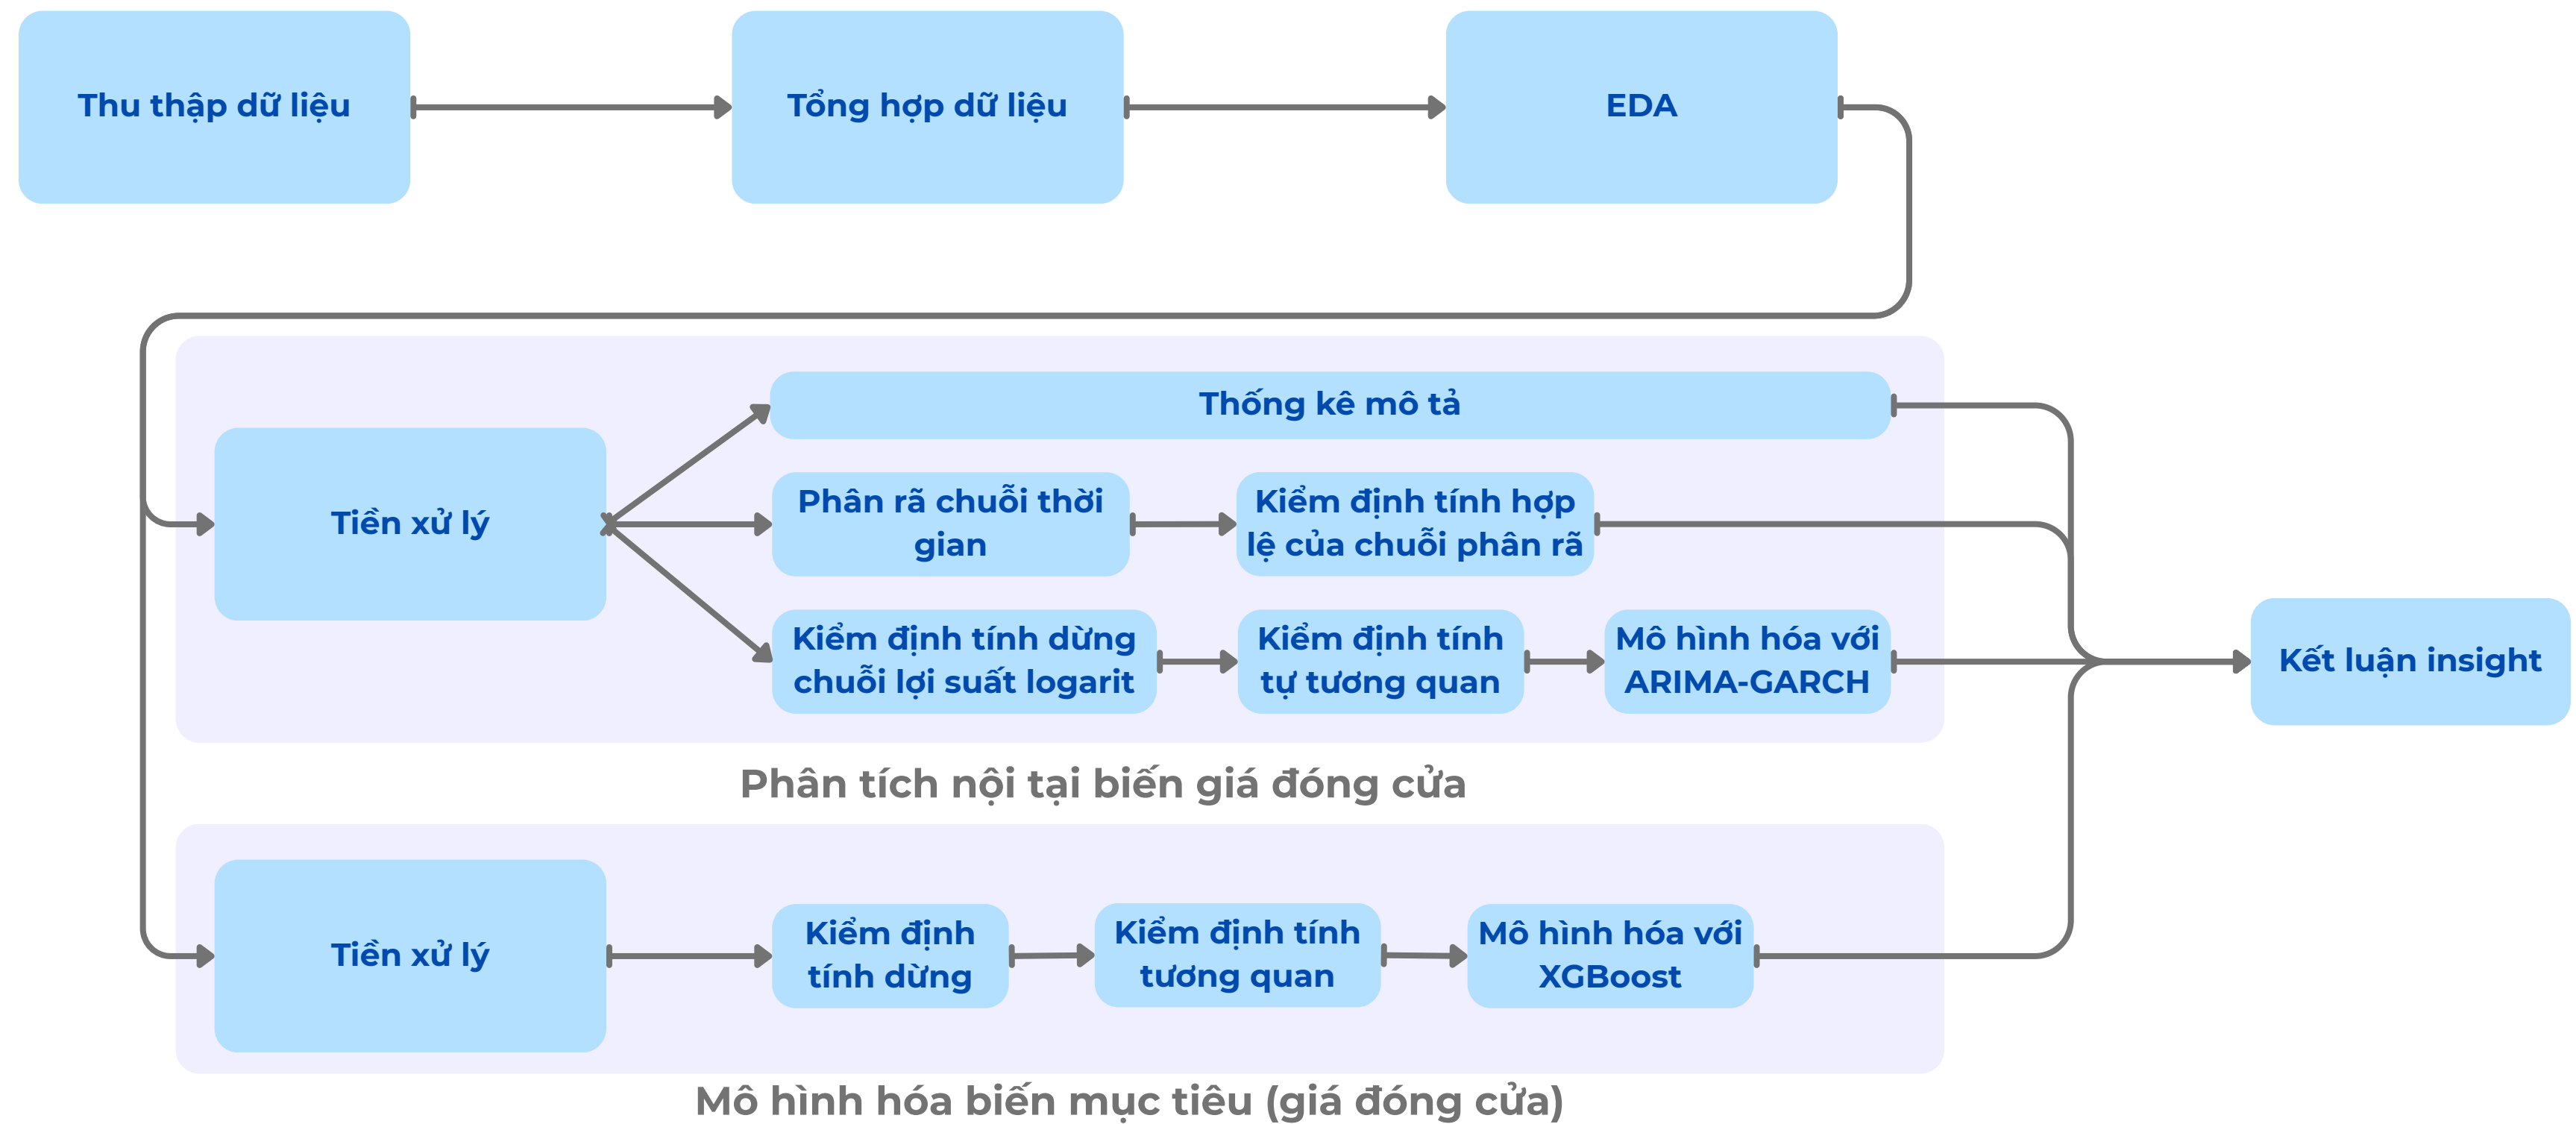 Thu thập dữ liệu
Tổng hợp dữ liệu
EDA
Thống kê mô tả
Tiền xử lý
Phân rã chuỗi thời
gian
Kiểm định tính hợp
lệ của chuỗi phân rã
Kiểm định tính dừng
chuỗi lợi suất logarit
Kiểm định tính
tự tương quan
Mô hình hóa với
ARIMA-GARCH
Kết luận insight
Phân tích nội tại biến giá đóng cửa
Tiền xử lý
Kiểm định
tính dừng
Kiểm định tính
tương quan
Mô hình hóa với
XGBoost
Mô hình hóa biến mục tiêu (giá đóng cửa)